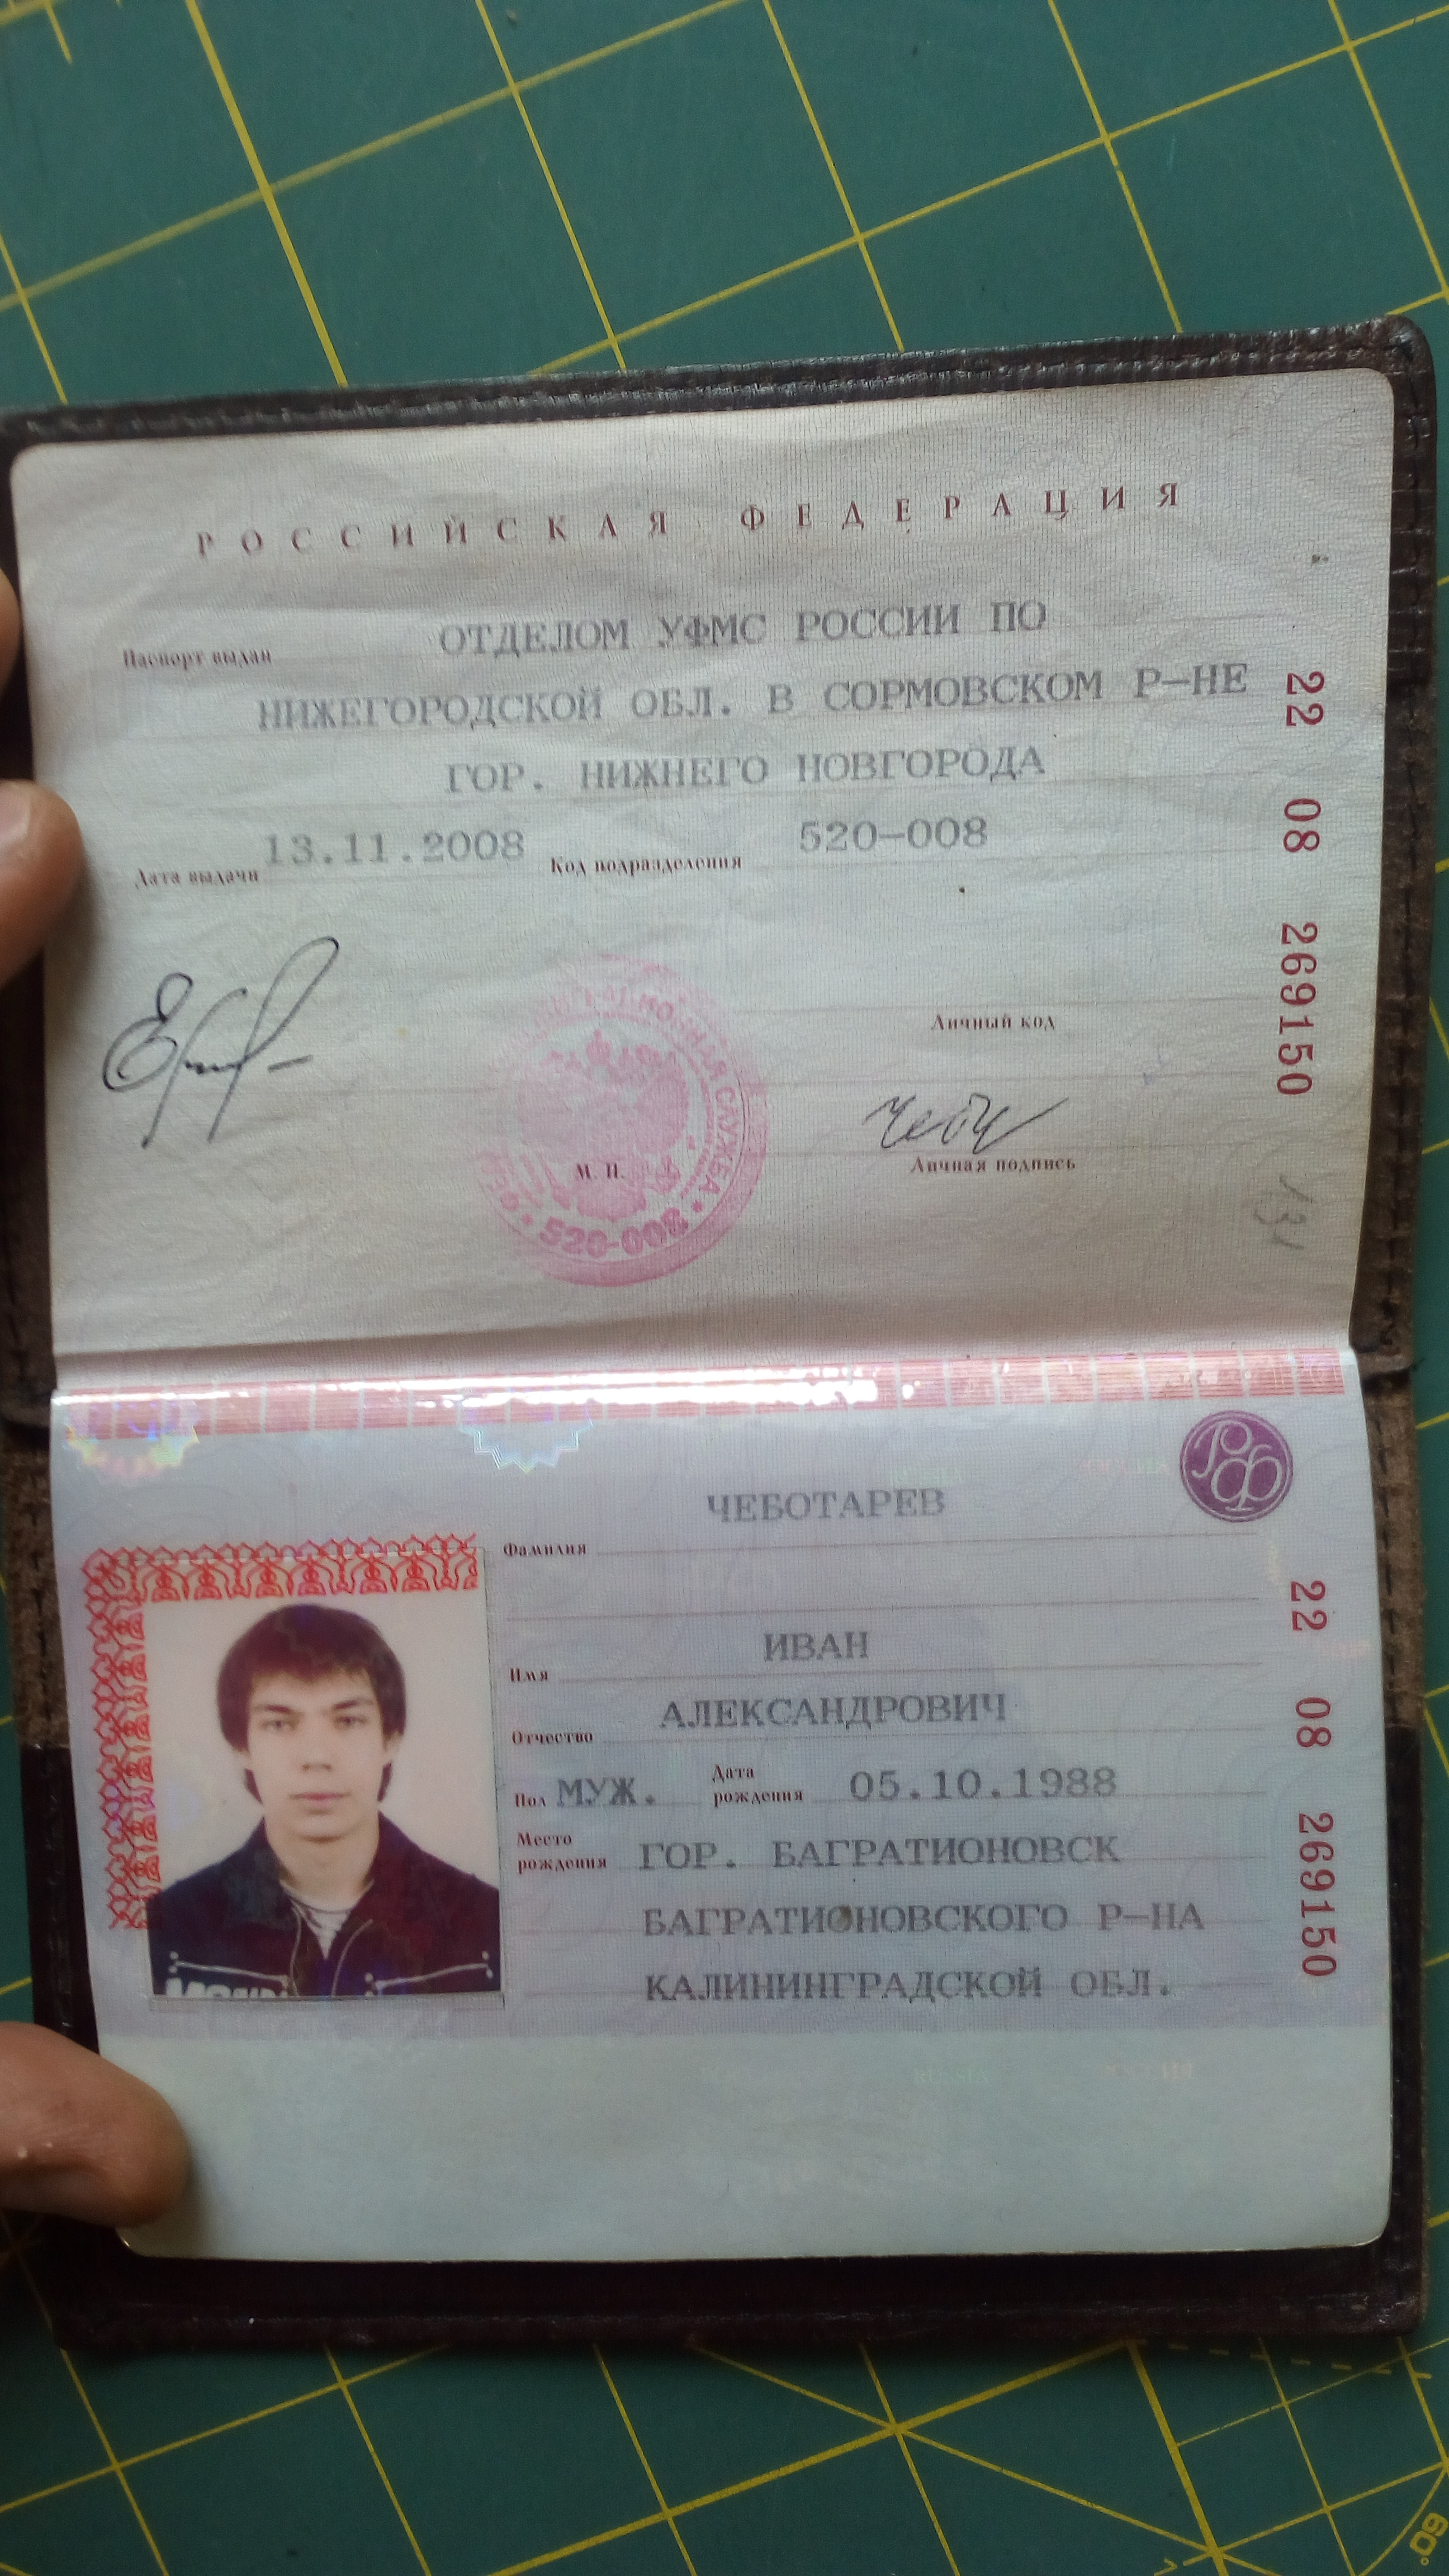 РОССИЙСКАЯ ФЕДЕРАЦИЯ
Паспорт выдан ОТДЕЛОМ УФМС РОССИИ ПО
НИЖЕГОРОДСКОЙ ОБЛ. В СОРМОВСКОМ Р-НЕ
ГОР. НИЖНЕГО НОВГОРОДА
Дата выдачи 13.11.2008 Код подразделения 520-008
Личный код
М. П.
Личная подпись
520-008
22 08 269150
ЧЕБОТАРЕВ
Фамилия
Имя ИВАН
Отчество АЛЕКСАНДРОВИЧ
Пол МУЖ. Дата рождения 05.10.1988
Место рождения ГОР. БАГРАТИОНОВСК
БАГРАТИОНОВСКОГО Р-НА
КАЛИНИНГРАДСКОЙ ОБЛ.
РФ
22 08 269150
60°